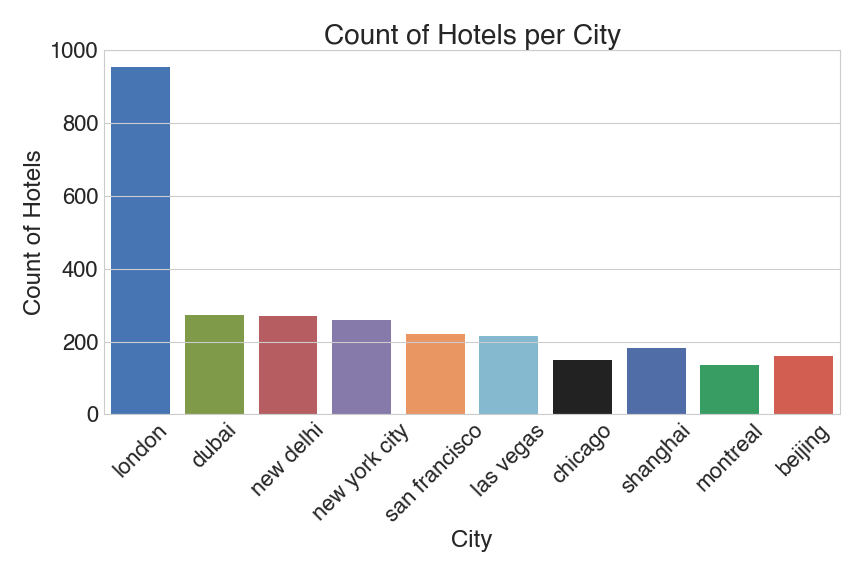 Count of Hotels per City
Count of Hotels
1000
800
600
400
200
0
london
dubai
new delhi
new york city
san francisco
las vegas
chicago
shanghai
montreal
beijing
City